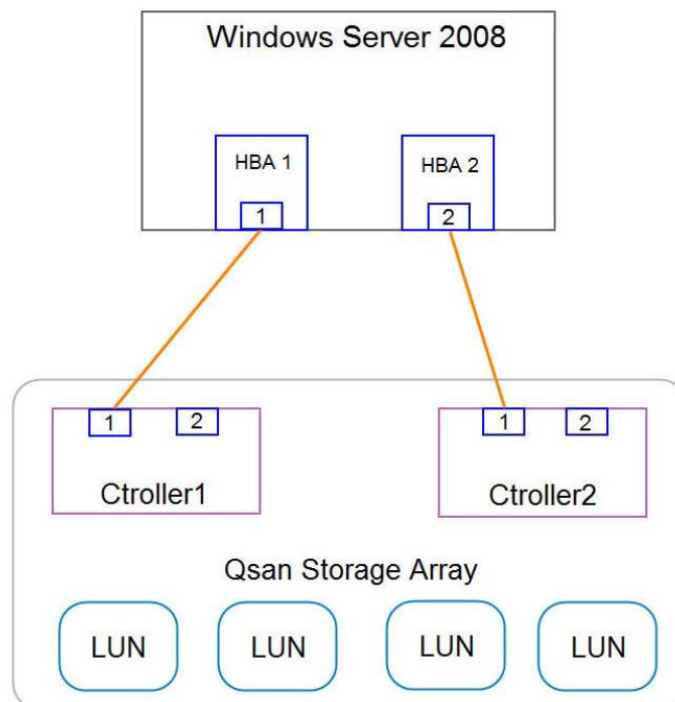 Windows Server 2008
HBA 1
HBA 2
1
2
1
2
1
2
Ctroller1
Ctroller2
Qsan Storage Array
LUN
LUN
LUN
LUN